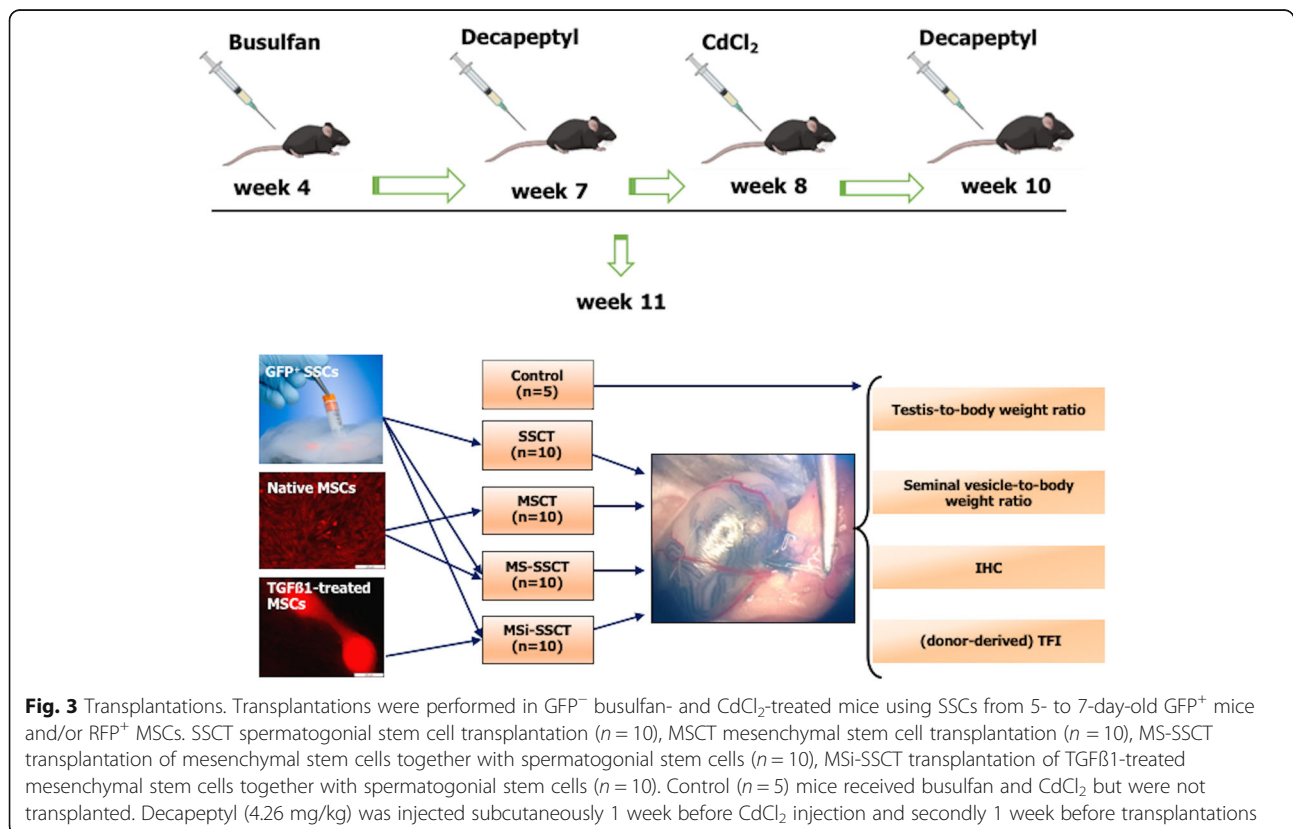 Busulfan
Decapeptyl
CdCl₂
Decapeptyl
week 4
week 7
week 8
week 10
week 11
GFP⁺ SSCs
Native MSCs
TGFß1-treated
MSCs
Control
(n=5)
SSCT
(n=10)
MSCT
(n=10)
MS-SSCT
(n=10)
MSi-SSCT
(n=10)
Testis-to-body weight ratio
Seminal vesicle-to-body
weight ratio
IHC
(donor-derived) TFI
Fig. 3 Transplantations. Transplantations were performed in GFP⁻ busulfan- and CdCl₂-treated mice using SSCs from 5- to 7-day-old GFP⁺ mice
and/or RFP⁺ MSCs. SSCT spermatogonial stem cell transplantation (n = 10), MSCT mesenchymal stem cell transplantation (n = 10), MS-SSCT
transplantation of mesenchymal stem cells together with spermatogonial stem cells (n = 10), MSi-SSCT transplantation of TGFß1-treated
mesenchymal stem cells together with spermatogonial stem cells (n = 10). Control (n = 5) mice received busulfan and CdCl₂ but were not
transplanted. Decapeptyl (4.26 mg/kg) was injected subcutaneously 1 week before CdCl₂ injection and secondly 1 week before transplantations